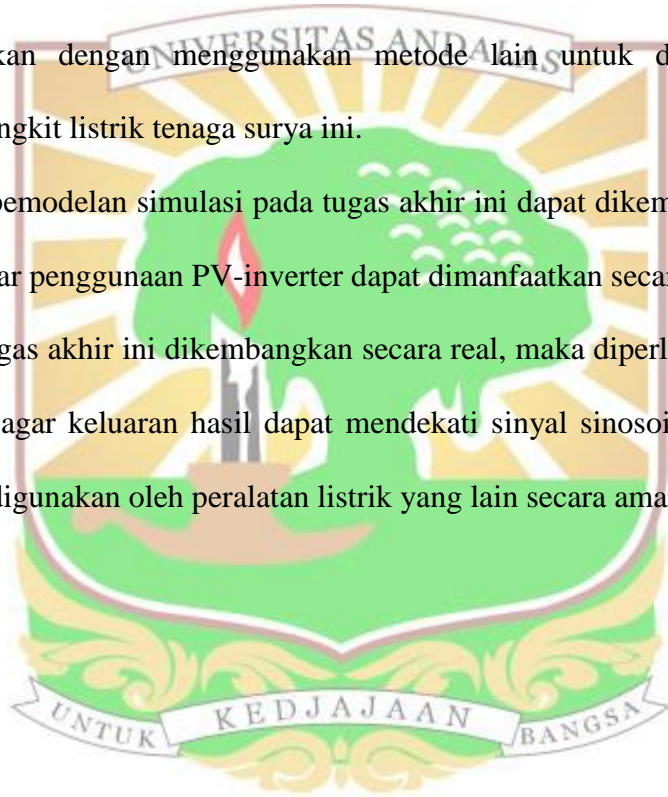 UNIVERSITAS ANDALAS
kan dengan menggunakan metode lain untuk d
ngkit listrik tenaga surya ini.
pemodelan simulasi pada tugas akhir ini dapat dikem
ar penggunaan PV-inverter dapat dimanfaatkan secar
gas akhir ini dikembangkan secara real, maka diperl
agar keluaran hasil dapat mendekati sinyal sinosoi
digunakan oleh peralatan listrik yang lain secara ama
UNTUK KEDJAJAAN BANGSA